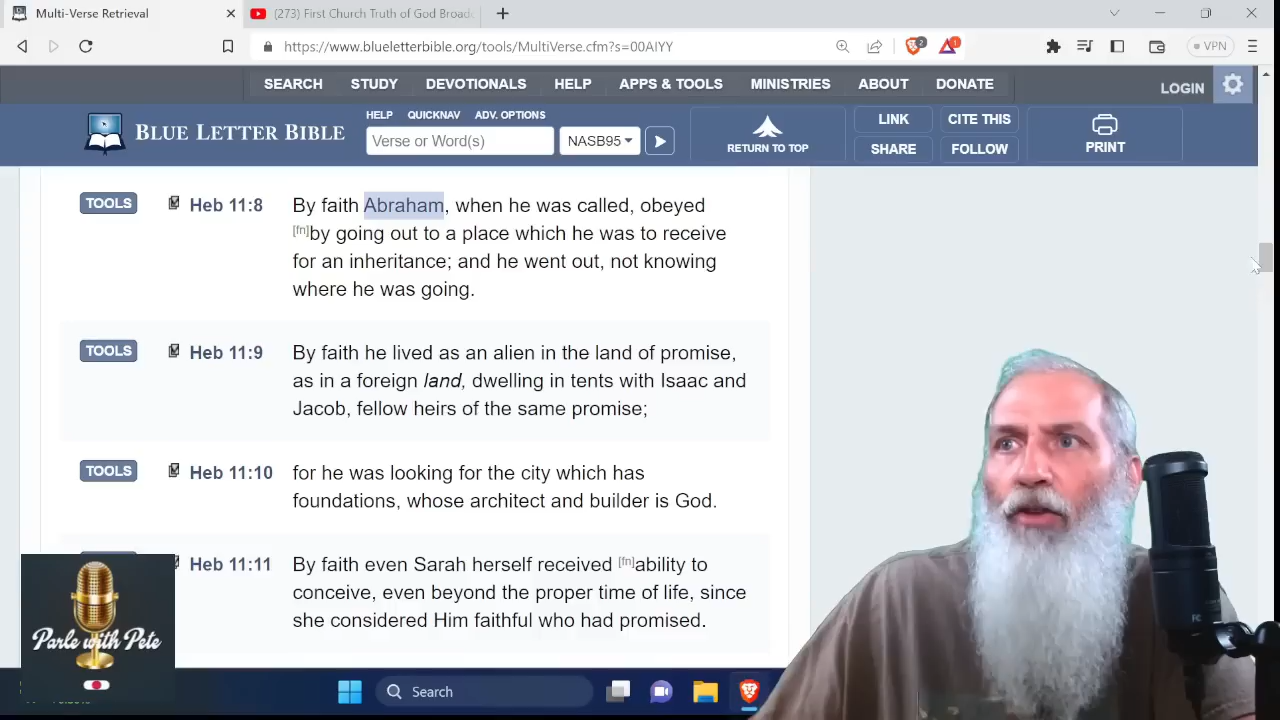 Multi-Verse Retrieval
(273) First Church Truth of God Broad
https://www.blueletterbible.org/tools/MultiVerse.cfm?s=00AIYY
2
1
VPN
SEARCH STUDY DEVOTIONALS HELP APPS & TOOLS MINISTRIES ABOUT DONATE
LOGIN
BLUE LETTER BIBLE
HELP QUICKNAV ADV. OPTIONS
Verse or Word(s)
NASB95
RETURN TO TOP
LINK
CITE THIS
SHARE
FOLLOW
PRINT
TOOLS Heb 11:8 By faith Abraham, when he was called, obeyed
[fn]by going out to a place which he was to receive
for an inheritance; and he went out, not knowing
where he was going.
TOOLS Heb 11:9 By faith he lived as an alien in the land of promise,
as in a foreign land, dwelling in tents with Isaac and
Jacob, fellow heirs of the same promise;
TOOLS Heb 11:10 for he was looking for the city which has
foundations, whose architect and builder is God.
Heb 11:11 By faith even Sarah herself received [fn]ability to
conceive, even beyond the proper time of life, since
she considered Him faithful who had promised.
Parle with Pete
Search